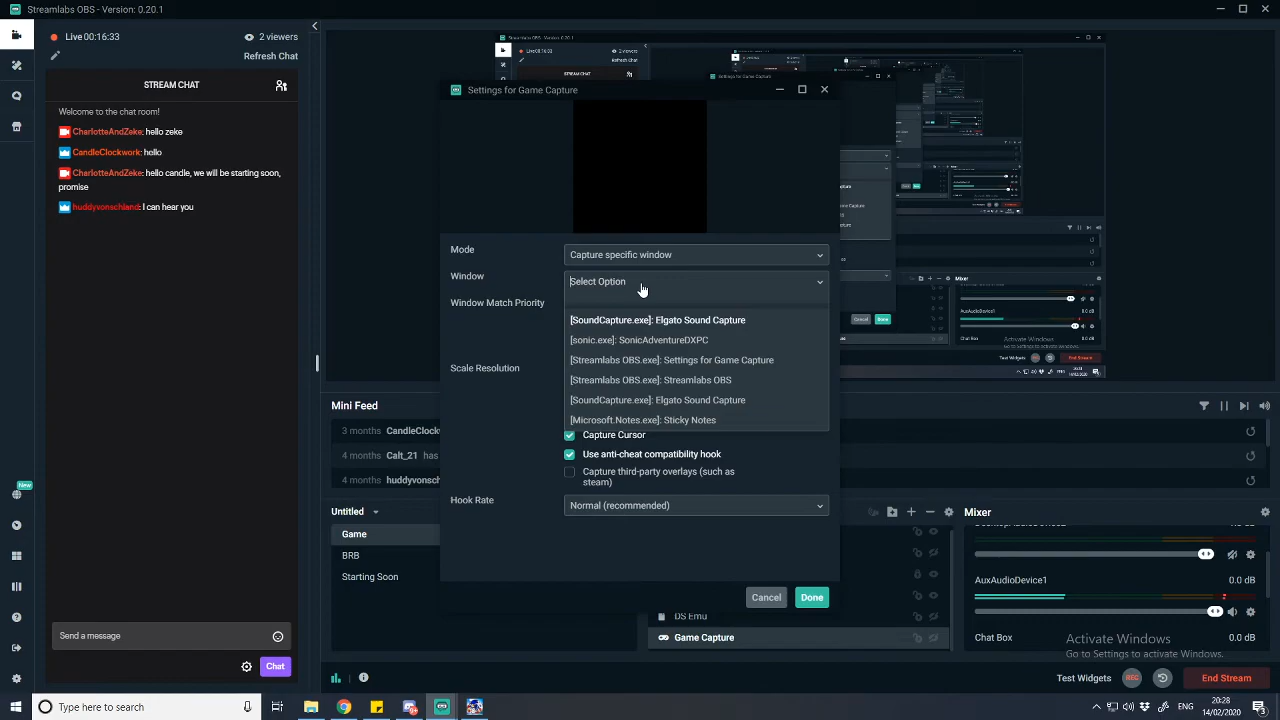 Streamlabs OBS - Version: 0.20.1
Live 00:16:33
2 viewers
Refresh Chat
STREAM CHAT
Welcome to the chat room!
CharlotteAndZeke: hello zeke
CandleClockwork: hello
CharlotteAndZeke: hello candle, we will be
promise
huddyvonschland: I can hear you
Send a message
Chat
New
Settings for Game Capture
Mode
Capture specific window
Window
Select Option
Window Match Priority
[SoundCapture.exe]: Elgato Sound Capture
[sonic.exe]: SonicAdventureDXPC
[Streamlabs OBS.exe]: Settings for Game Capture
Scale Resolution
[Streamlabs OBS.exe]: Streamlabs OBS
[SoundCapture.exe]: Elgato Sound Capture
[Microsoft.Notes.exe]: Sticky Notes
Capture Cursor
Use anti-cheat compatibility hook
Capture third-party overlays (such as
steam)
Hook Rate
Normal (recommended)
Cancel
Done
Mini Feed
3 months CandleClockw
4 months Calt_21 has
4 months huddyvonsch
Untitled
Game
BRB
Starting Soon
DS Emu
Game Capture
Mixer
AuxAudioDevice1
0.0 dB
0.0 dB
Chat Box
0.0 dB
Activate Windows
Go to Settings to activate Windows.
Test Widgets
REC
End Stream
Type here to search
ENG
20:28
14/02/2020